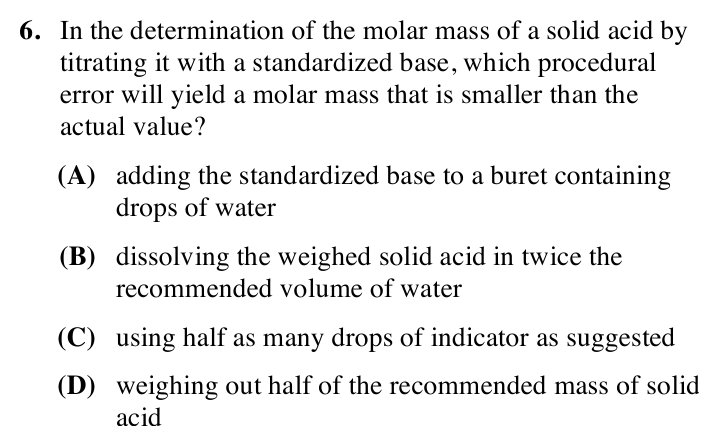 6. In the determination of the molar mass of a solid acid by
titrating it with a standardized base, which procedural
error will yield a molar mass that is smaller than the
actual value?
(A) adding the standardized base to a buret containing
drops of water
(B) dissolving the weighed solid acid in twice the
recommended volume of water
(C) using half as many drops of indicator as suggested
(D) weighing out half of the recommended mass of solid
acid